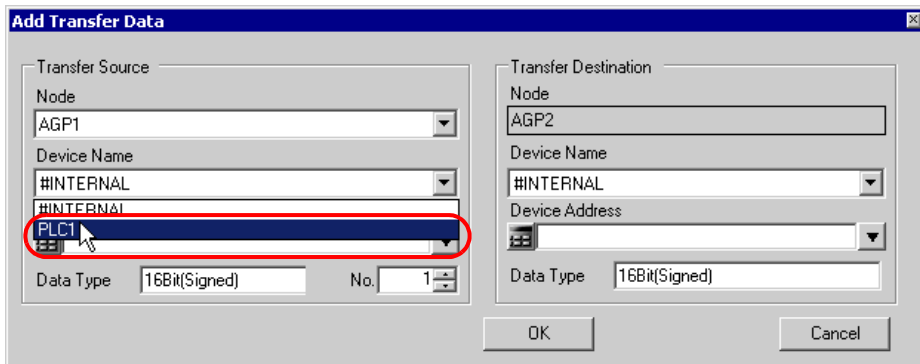 Add Transfer Data
Transfer Source
Node
AGP1
Device Name
#INTERNAL
#INTERNAL
PLC1
Data Type 16Bit(Signed) No. 1
Transfer Destination
Node
AGP2
Device Name
#INTERNAL
Device Address
Data Type 16Bit(Signed)
OK Cancel